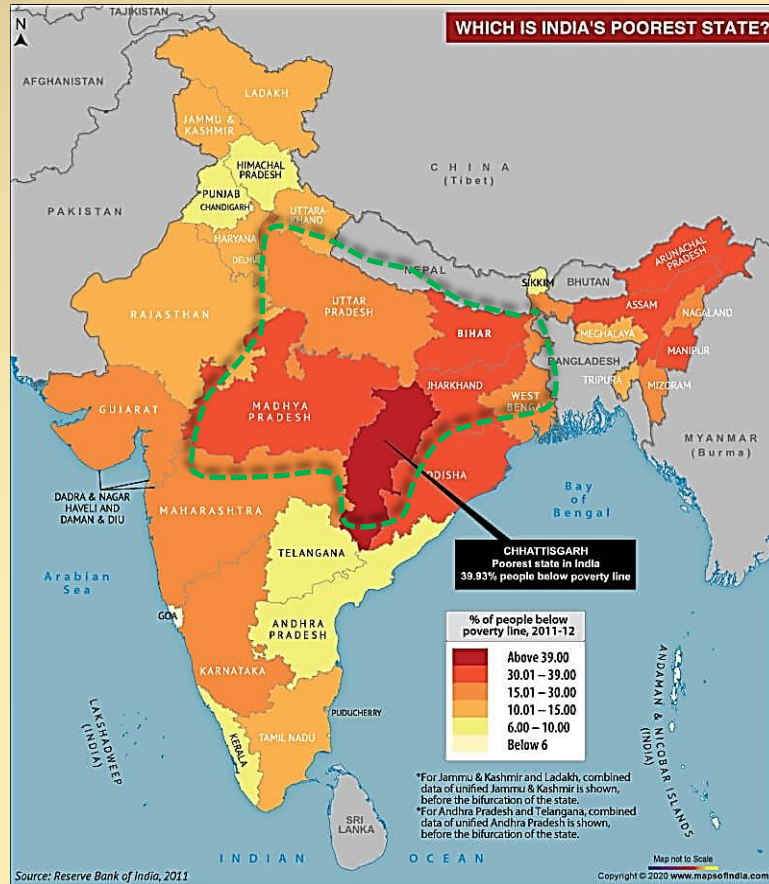 WHICH IS INDIA'S POOREST STATE?
N
TAJIKISTAN
AFGHANISTAN
LADAKH
JAMMU &
KASHMIR
CHINA
(Tibet)
HIMACHAL
PRADESH
PUNJAB
CHANDIGARH
PAKISTAN
UTTARA-
KHAND
HARYANA
DELHI
NEPAL
SIKKIM
BHUTAN
ARUNACHAL
PRADESH
RAJASTHAN
UTTAR
PRADESH
BIHAR
ASSAM
NAGALAND
MEGHALAYA
BANGLADESH
MANIPUR
JHARKHAND
TRIPURA
MIZORAM
GUJARAT
MADHYA
PRADESH
WEST
BENGAL
MYANMAR
(Burma)
DADRA & NAGAR
HAVELI AND
DAMAN & DIU
ODISHA
MAHARASHTRA
Bay
of
Bengal
TELANGANA
CHHATTISGARH
Poorest state in India
39.93% people below poverty line
Arabian
Sea
GOA
ANDHRA
PRADESH
% of people below
poverty line, 2011-12
Above 39.00
30.01 – 39.00
15.01 – 30.00
10.01 – 15.00
6.00 – 10.00
Below 6
KARNATAKA
ANDAMAN & NICOBAR ISLANDS
(INDIA)
LAKSHADWEEP
(INDIA)
PUDUCHERRY
KERALA
TAMIL NADU
*For Jammu & Kashmir and Ladakh, combined
data of unified Jammu & Kashmir is shown,
before the bifurcation of the state.
*For Andhra Pradesh and Telangana, combined
data of unified Andhra Pradesh is shown,
before the bifurcation of the state.
SRI
LANKA
INDIAN OCEAN
Map not to Scale
Source: Reserve Bank of India, 2011
Copyright © 2020 www.mapsofindia.com